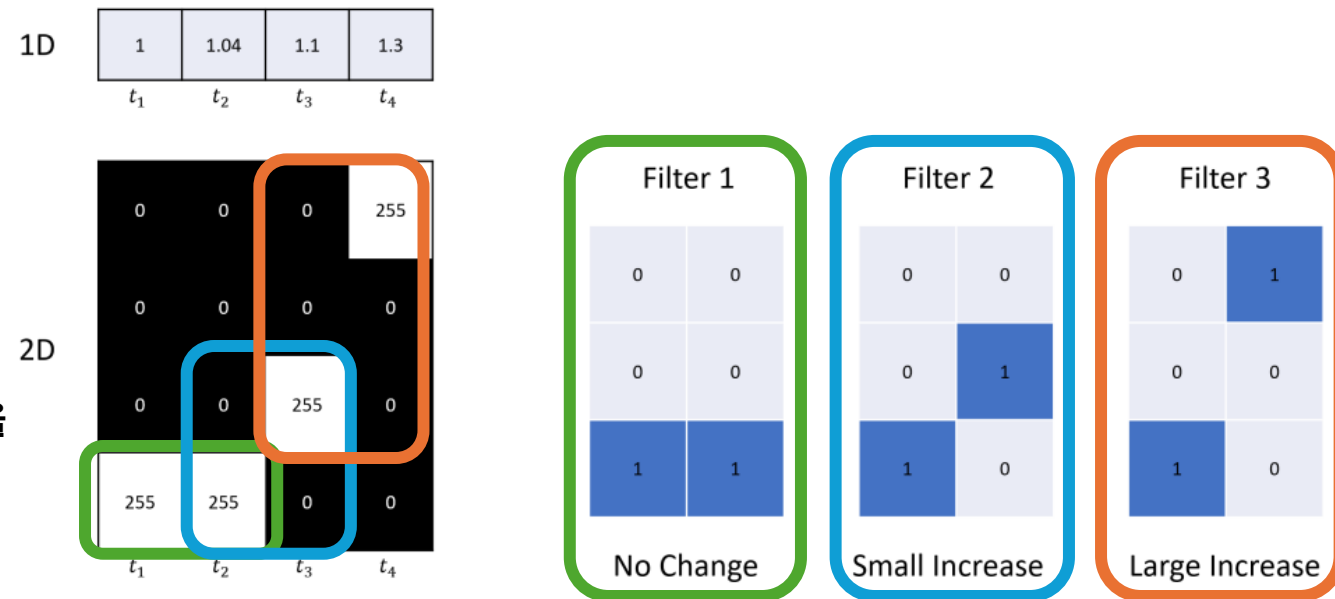 1D
1 1.04 1.1 1.3
t₁ t₂ t₃ t₄
2D
0 0 0 255
0 0 0 0
0 0 255 0
255 255 0 0
t₁ t₂ t₃ t₄
Filter 1
0 0
0 0
1 1
No Change
Filter 2
0 0
0 1
1 0
Small Increase
Filter 3
0 1
0 0
1 0
Large Increase